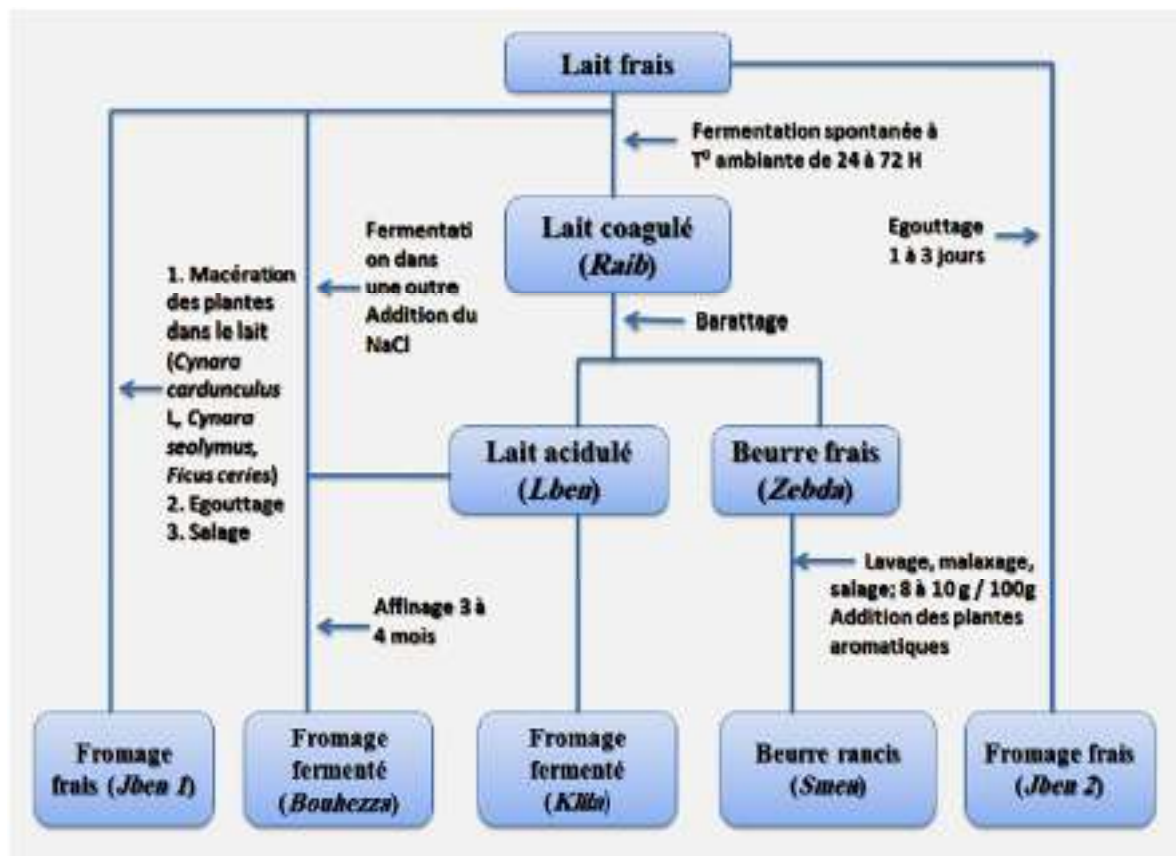 Lait frais
Fermentation spontanée à
T⁰ ambiante de 24 à 72 H
Lait coagulé
(Raib)
Fermentati
on dans
une outre
Addition du
NaCl
Egouttage
1 à 3 jours
1. Macération
des plantes
dans le lait
(Cynara
cardunculus
L, Cynara
seolymus,
Ficus ceries)
2. Egouttage
3. Salage
Barattage
Lait acidulé
(Lben)
Beurre frais
(Zebda)
Lavage, malaxage,
salage; 8 à 10 g / 100g
Addition des plantes
aromatiques
Affinage 3 à
4 mois
Fromage
frais (Jben 1)
Fromage
fermenté
(Bouhezza)
Fromage
fermenté
(Klila)
Beurre rancis
(Smen)
Fromage frais
(Jben 2)